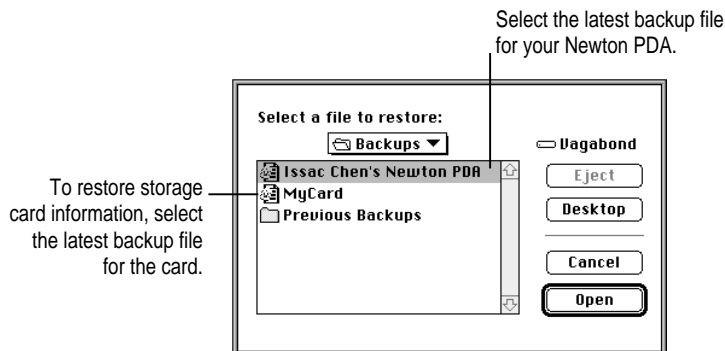 Select the latest backup file
for your Newton PDA.
Select a file to restore:
Backups
Vagabond
Issac Chen's Newton PDA
MyCard
Previous Backups
Eject
Desktop
Cancel
Open
To restore storage
card information, select
the latest backup file
for the card.